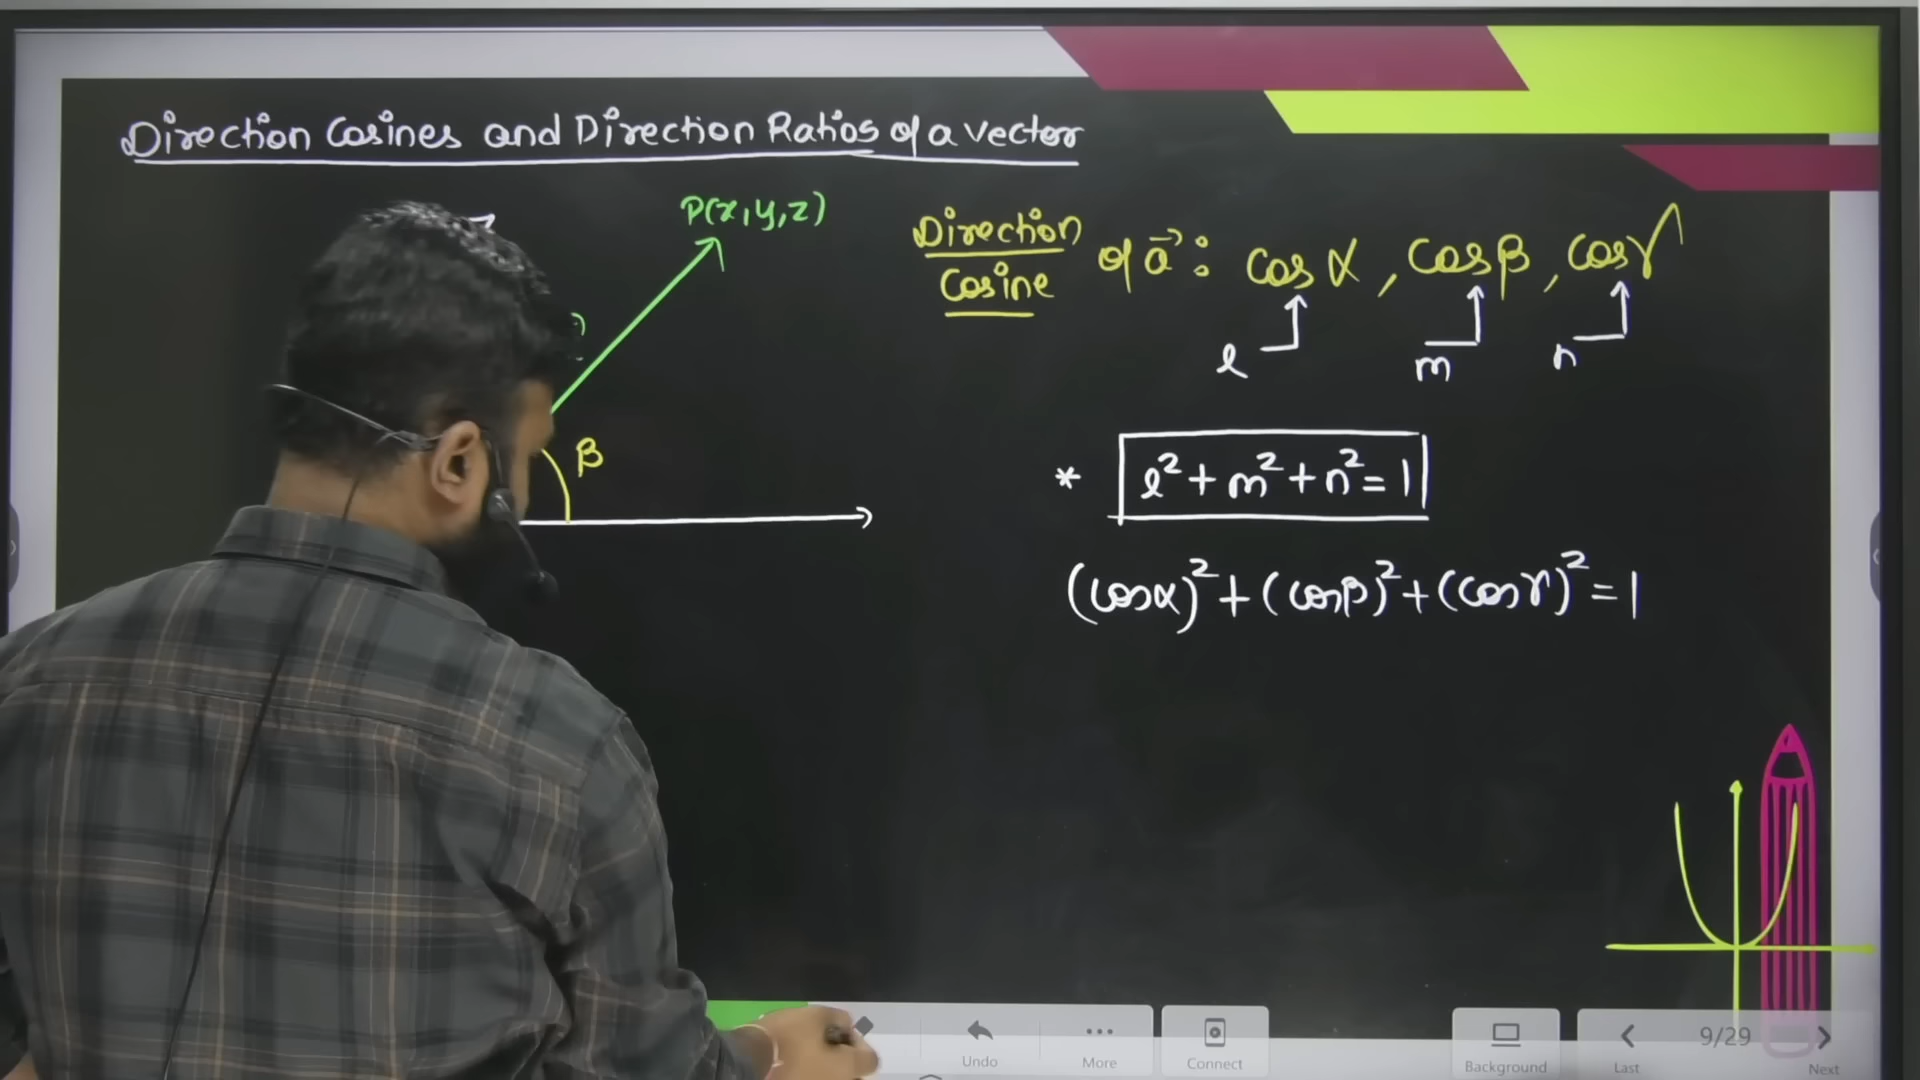 Direction Cosines and Direction Ratios of a vector
P(x,y,z)
β
Direction Cosine of a⃗ : cos α , cos β , cos γ
l m n
* l² + m² + n² = 1
(cosα)² + (cosβ)² + (cosγ)² = 1
Undo
More
Connect
Background
Last
9/29
Next